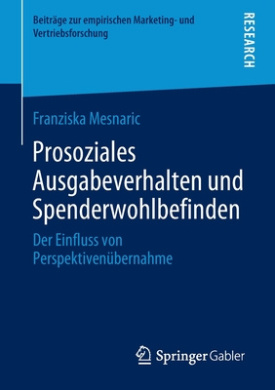 Beiträge zur empirischen Marketing- und
Vertriebsforschung
RESEARCH
Franziska Mesnaric
Prosoziales
Ausgabeverhalten und
Spenderwohlbefinden
Der Einfluss von
Perspektivenübernahme
Springer Gabler